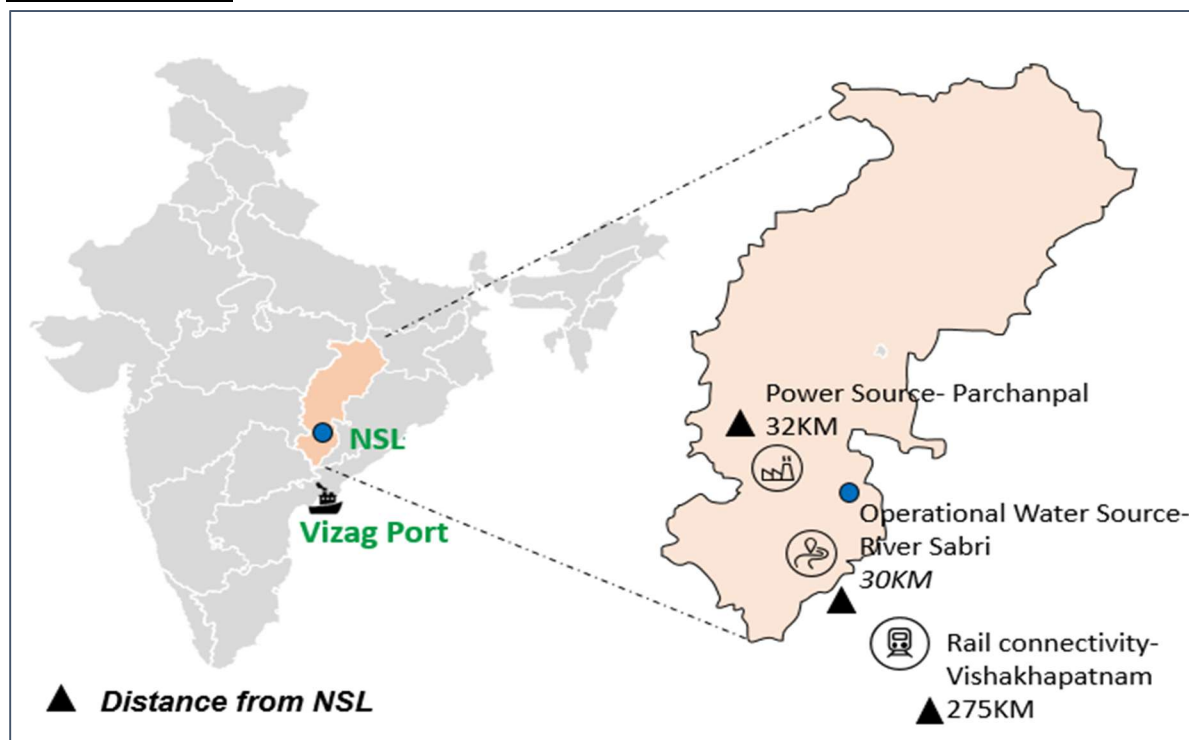 NSL
Vizag Port
Distance from NSL
Power Source- Parchanpal
32KM
Operational Water Source-
River Sabri
30KM
Rail connectivity-
Vishakhapatnam
275KM